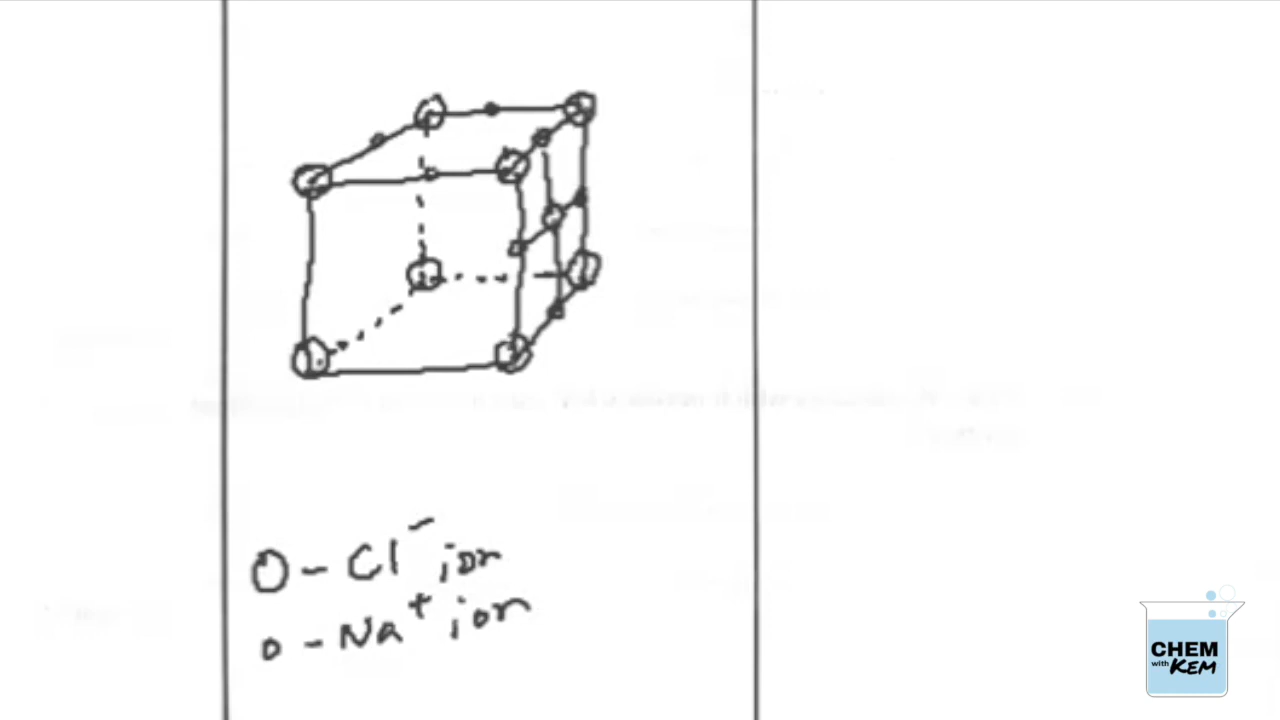 O - Cl⁻ ion
o - Na⁺ ion
CHEM
with KEM